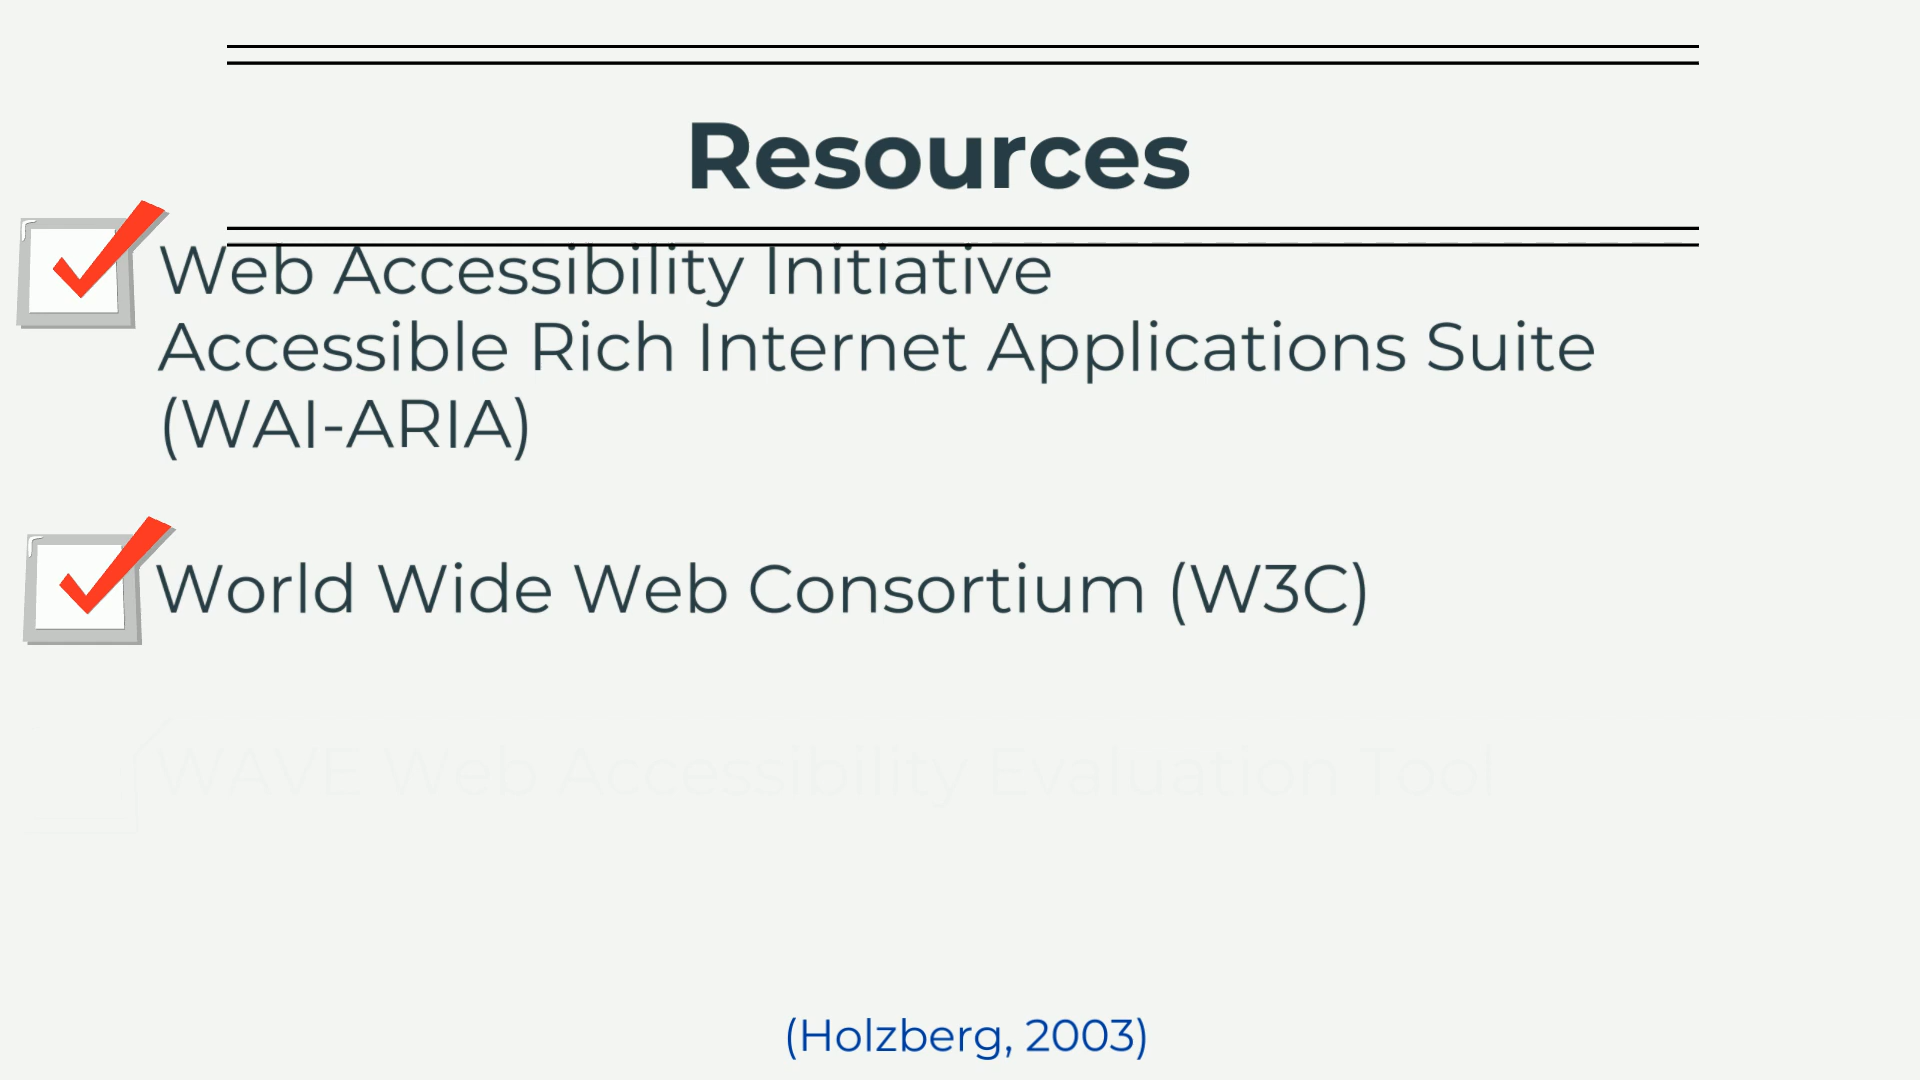 Resources
Web Accessibility Initiative
Accessible Rich Internet Applications Suite
(WAI-ARIA)
World Wide Web Consortium (W3C)
WAVE Web Accessibility Evaluation Tool
(Holzberg, 2003)